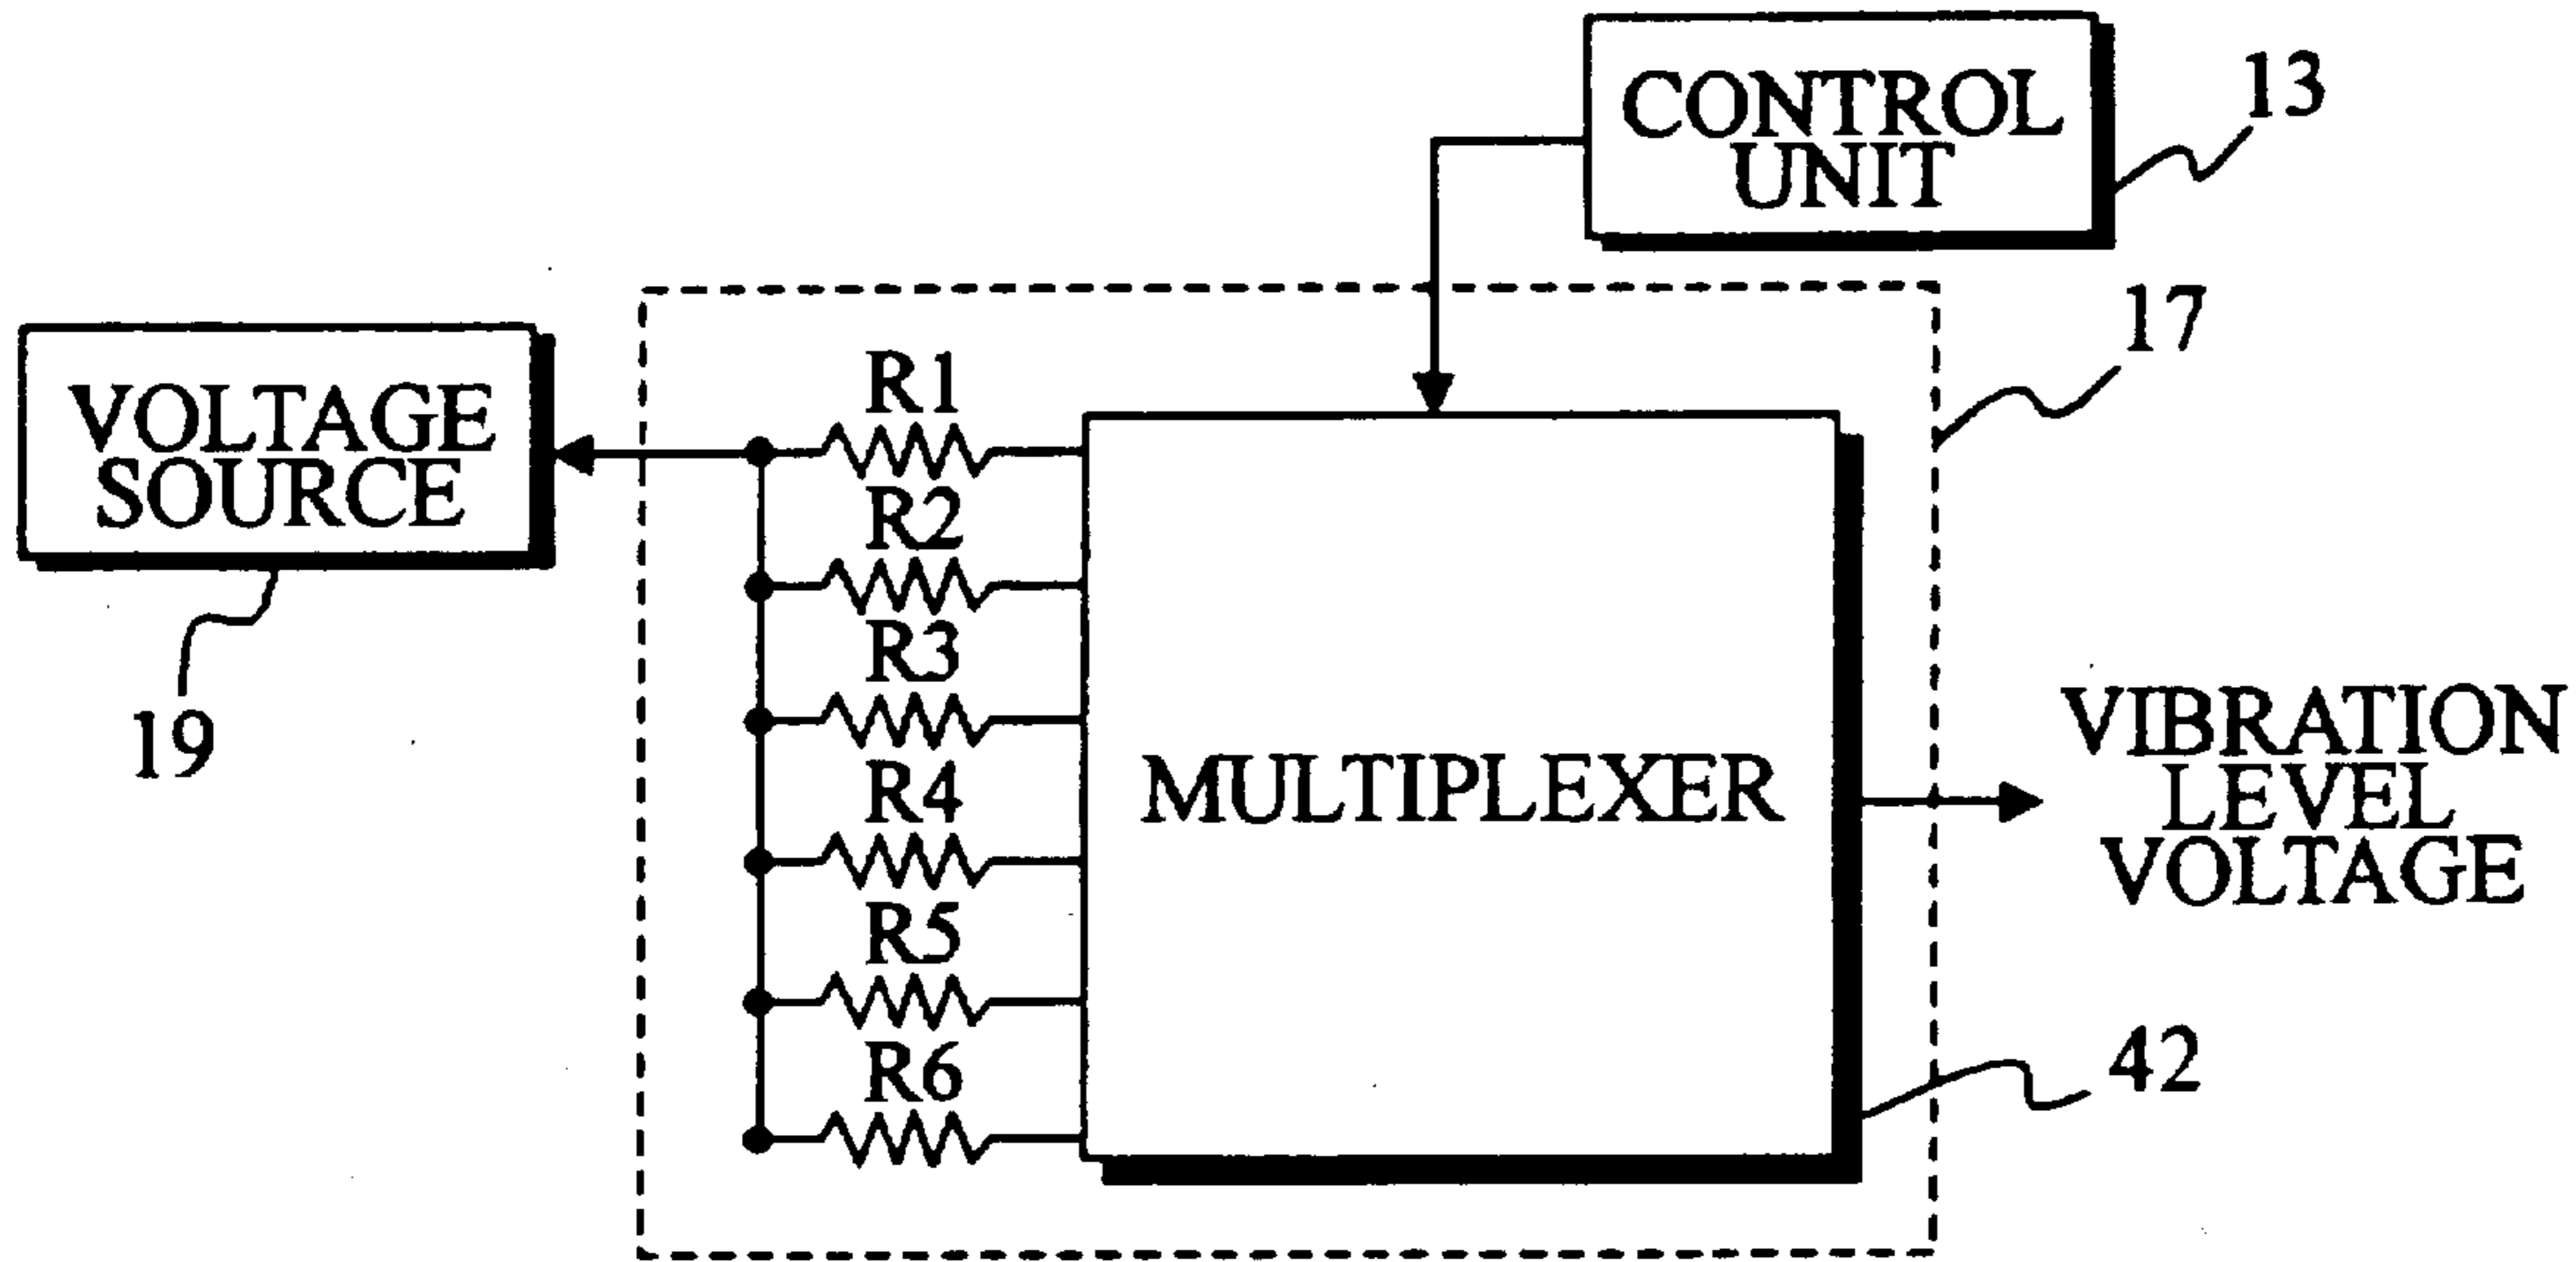 CONTROL
UNIT
13
17
VOLTAGE
SOURCE
19
R1
R2
R3
R4
R5
R6
MULTIPLEXER
VIBRATION
LEVEL
VOLTAGE
42